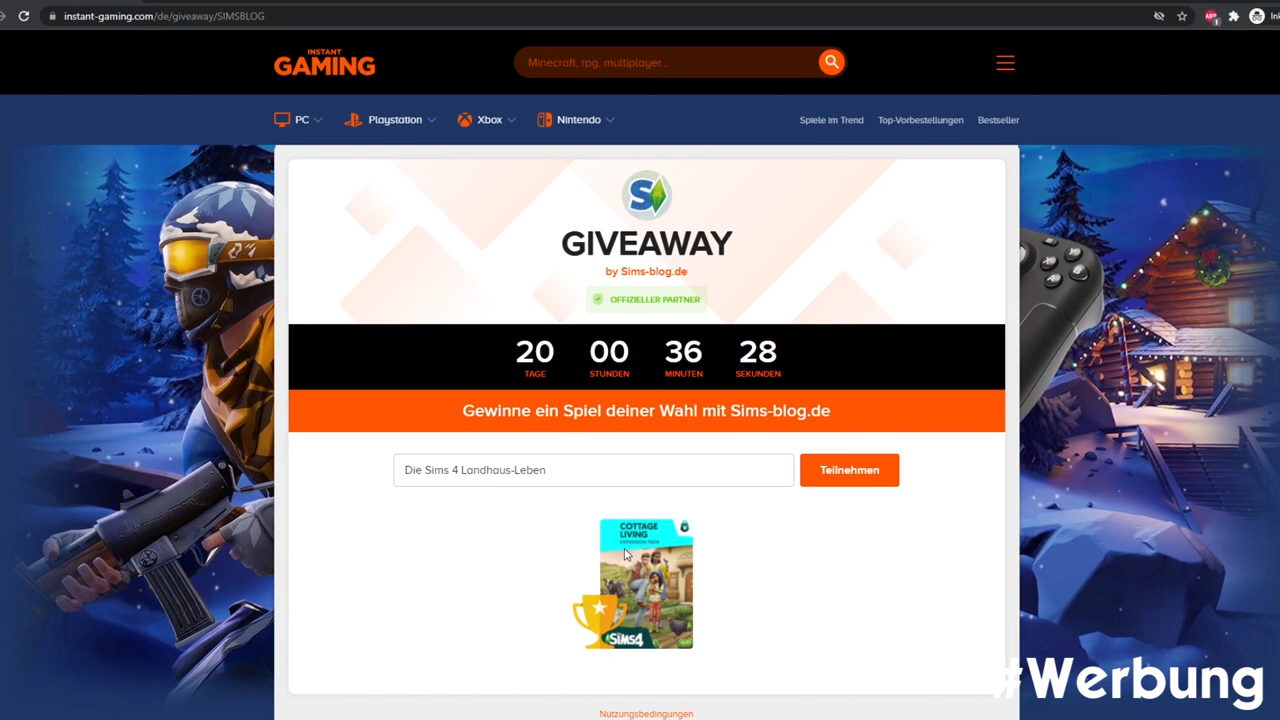 instant-gaming.com/de/giveaway/SIMSBLOG
INSTANT
GAMING
Minecraft, rpg, multiplayer...
PC
Playstation
Xbox
Nintendo
Spiele im Trend
Top-Vorbestellungen
Bestseller
S
GIVEAWAY
by Sims-blog.de
OFFIZIELLER PARTNER
20 00 36 28
TAGE STUNDEN MINUTEN SEKUNDEN
Gewinne ein Spiel deiner Wahl mit Sims-blog.de
Die Sims 4 Landhaus-Leben
Teilnehmen
COTTAGE
LIVING
EXPANSION PACK
SIMS4
#Werbung
Nutzungsbedingungen